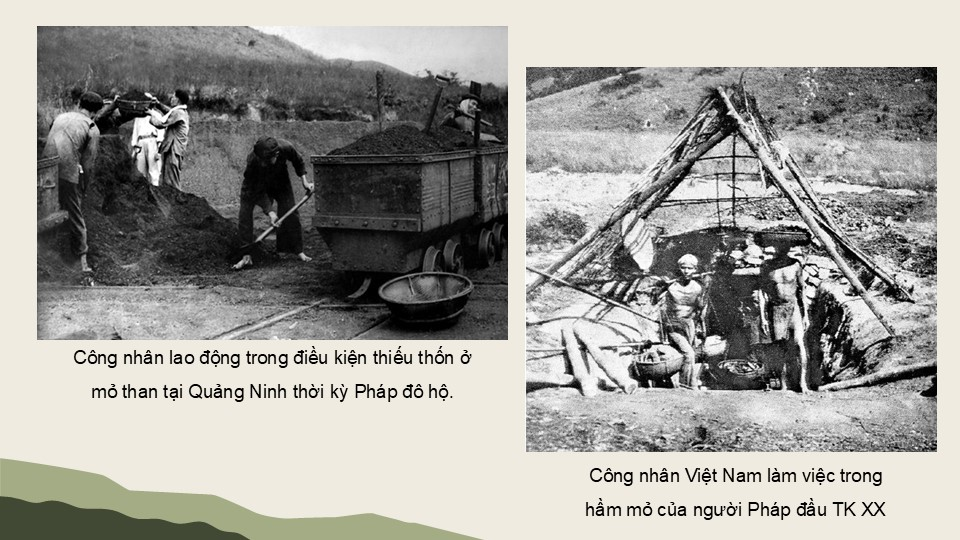 Công nhân lao động trong điều kiện thiếu thốn ở
mỏ than tại Quảng Ninh thời kỳ Pháp đô hộ.
Công nhân Việt Nam làm việc trong
hầm mỏ của người Pháp đầu TK XX